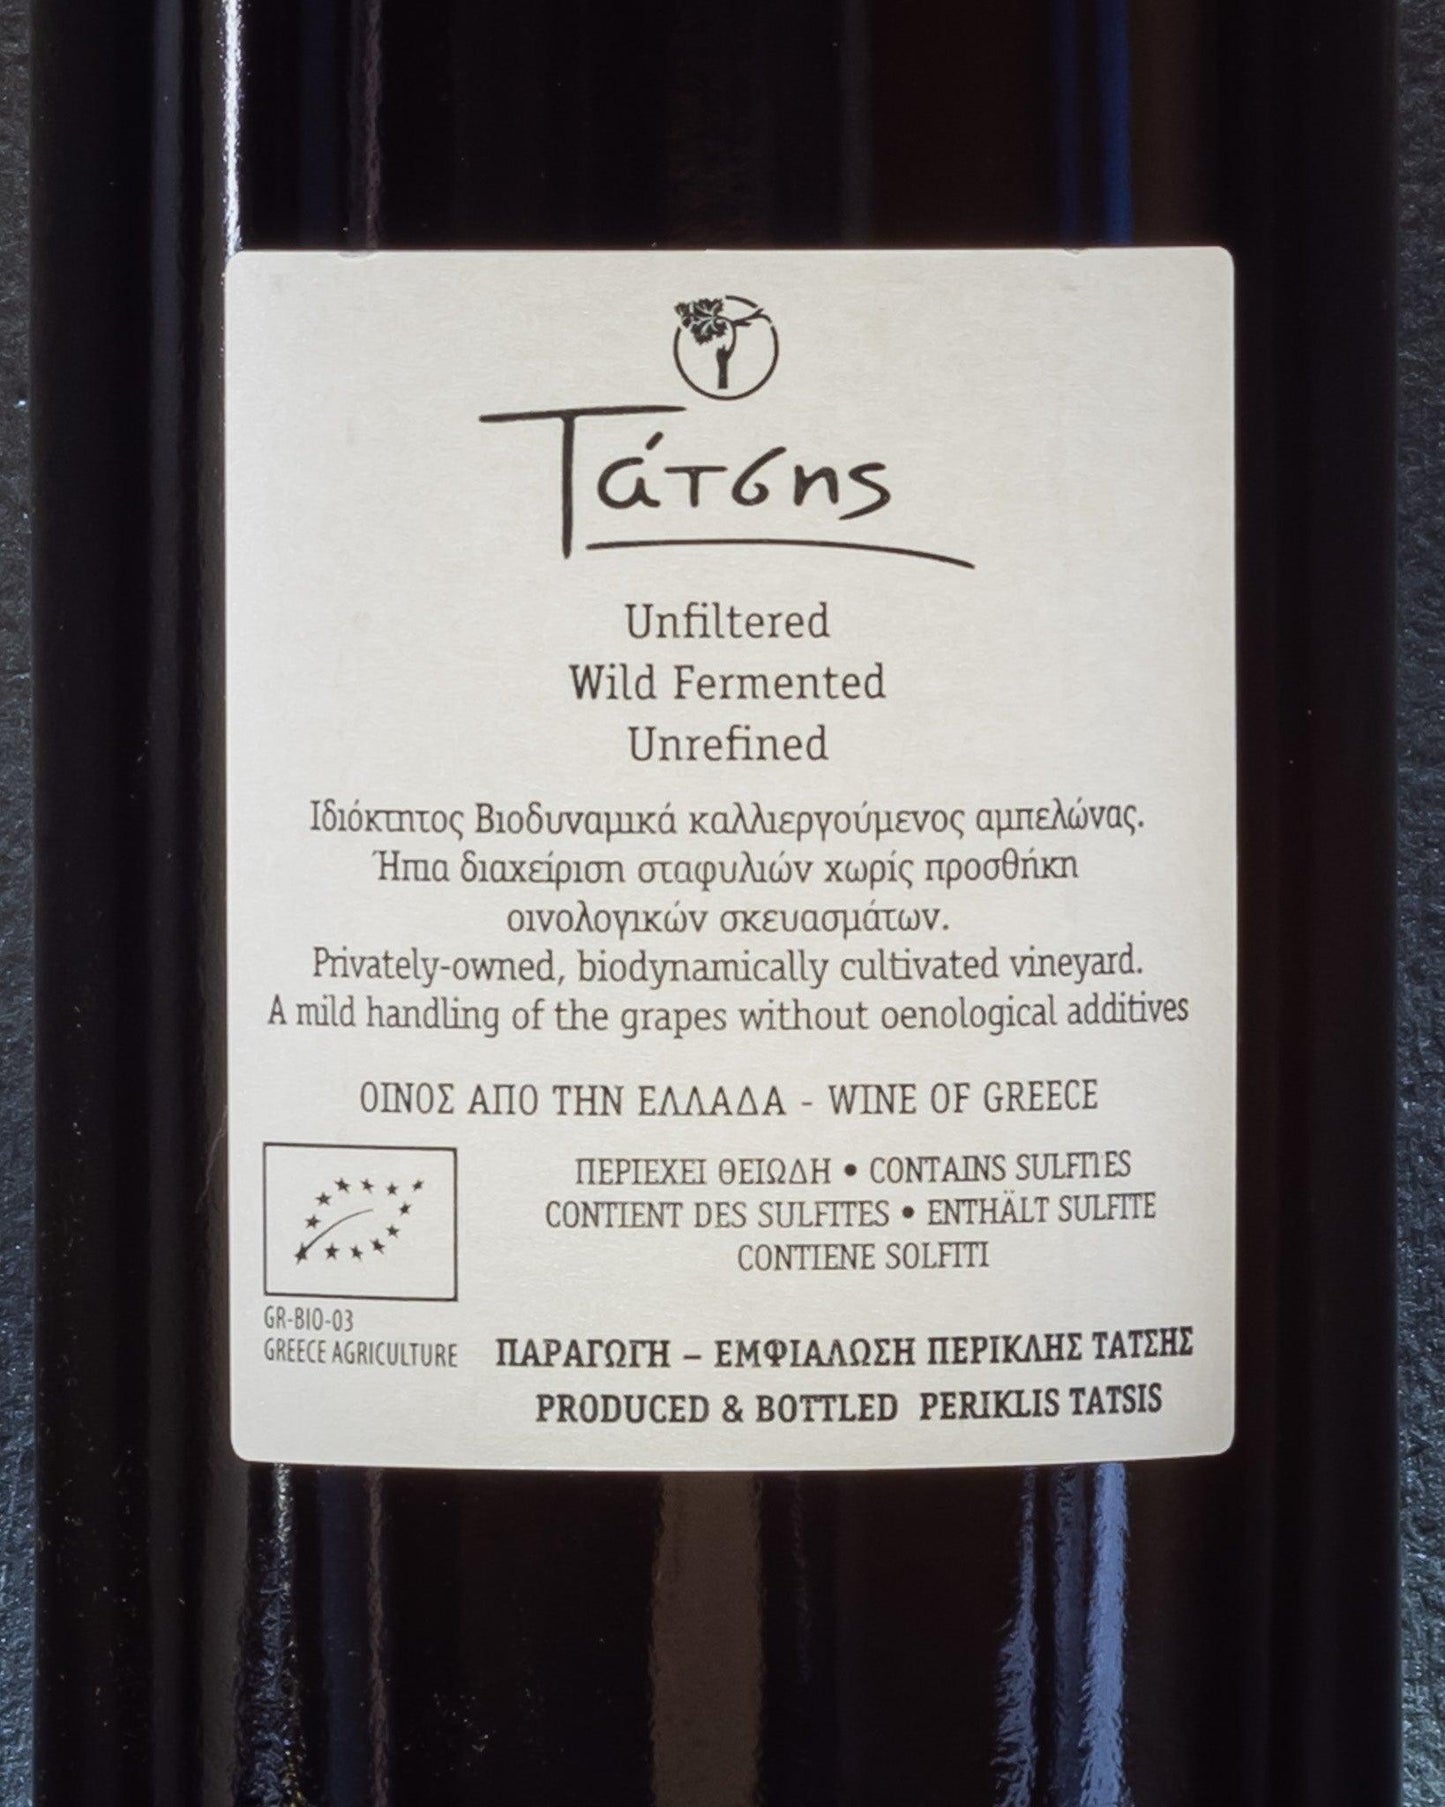 Τάτσης
Unfiltered
Wild Fermented
Unrefined
Ιδιόκτητος Βιοδυναμικά καλλιεργούμενος αμπελώνας.
Ήπια διαχείριση σταφυλιών χωρίς προσθήκη
οινολογικών σκευασμάτων.
Privately-owned, biodynamically cultivated vineyard.
A mild handling of the grapes without oenological additives
ΟΙΝΟΣ ΑΠΟ ΤΗΝ ΕΛΛΑΔΑ - WINE OF GREECE
ΠΕΡΙΕΧΕΙ ΘΕΙΩΔΗ • CONTAINS SULFITES
CONTIENT DES SULFITES • ENTHÄLT SULFITE
CONTIENE SOLFITI
GR-BIO-03
GREECE AGRICULTURE
ΠΑΡΑΓΩΓΗ – ΕΜΦΙΑΛΩΣΗ ΠΕΡΙΚΛΗΣ ΤΑΤΣΗΣ
PRODUCED & BOTTLED PERIKLIS TATSIS